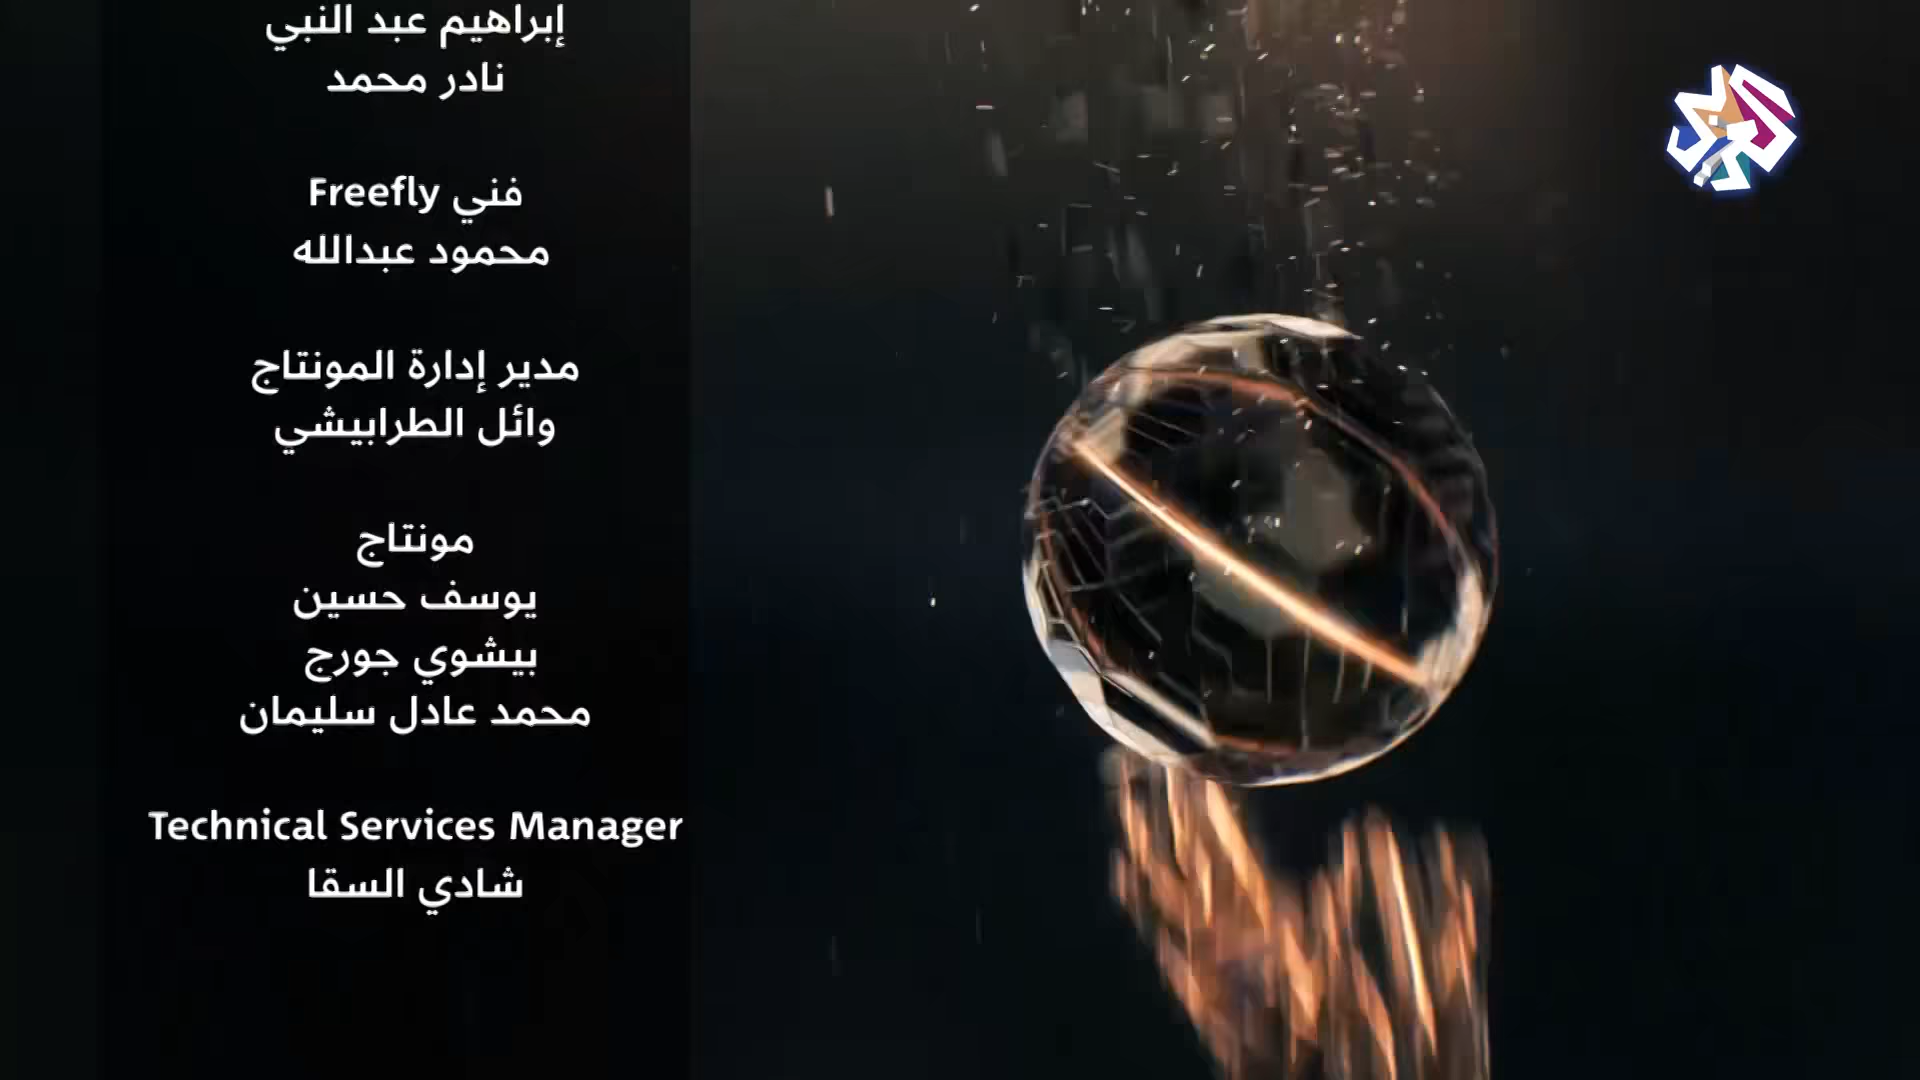 إبراهيم عبد النبي
نادر محمد
فني Freefly
محمود عبدالله
مدير إدارة المونتاج
وائل الطرابيشي
مونتاج
يوسف حسين
بيشوي جورج
محمد عادل سليمان
Technical Services Manager
شادي السقا